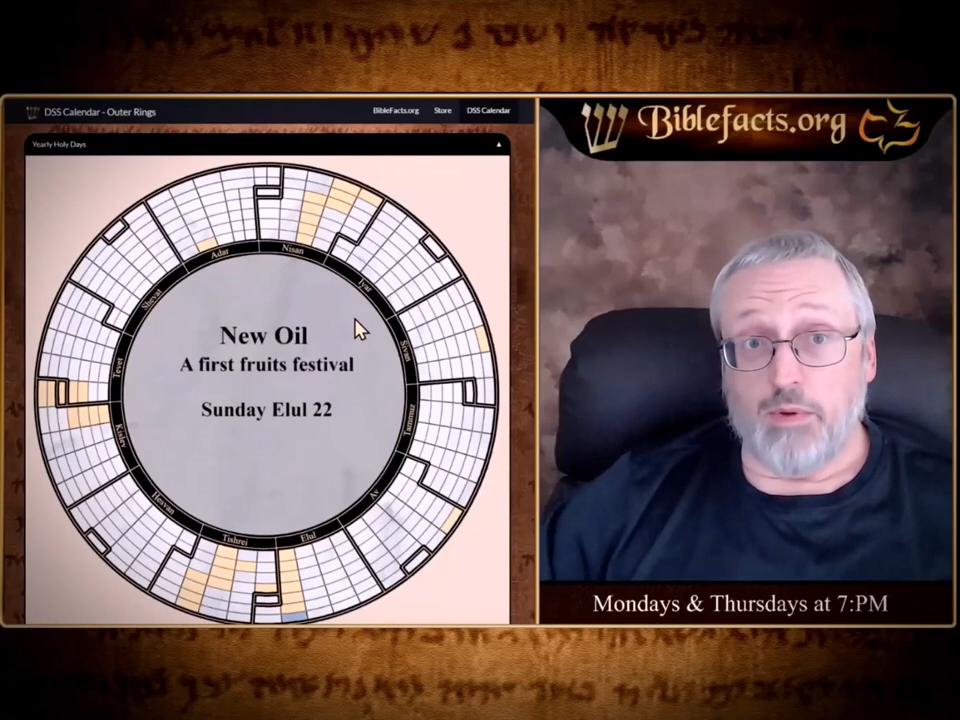 DSS Calendar - Outer Rings
BibleFacts.org Store DSS Calendar
Yearly Holy Days
Biblefacts.org
Adar
Nisan
Iyar
Sivan
Tammuz
Av
Elul
Tishrei
Hesvan
Kislev
Tevet
Shevat
New Oil
A first fruits festival
Sunday Elul 22
Mondays & Thursdays at 7:PM